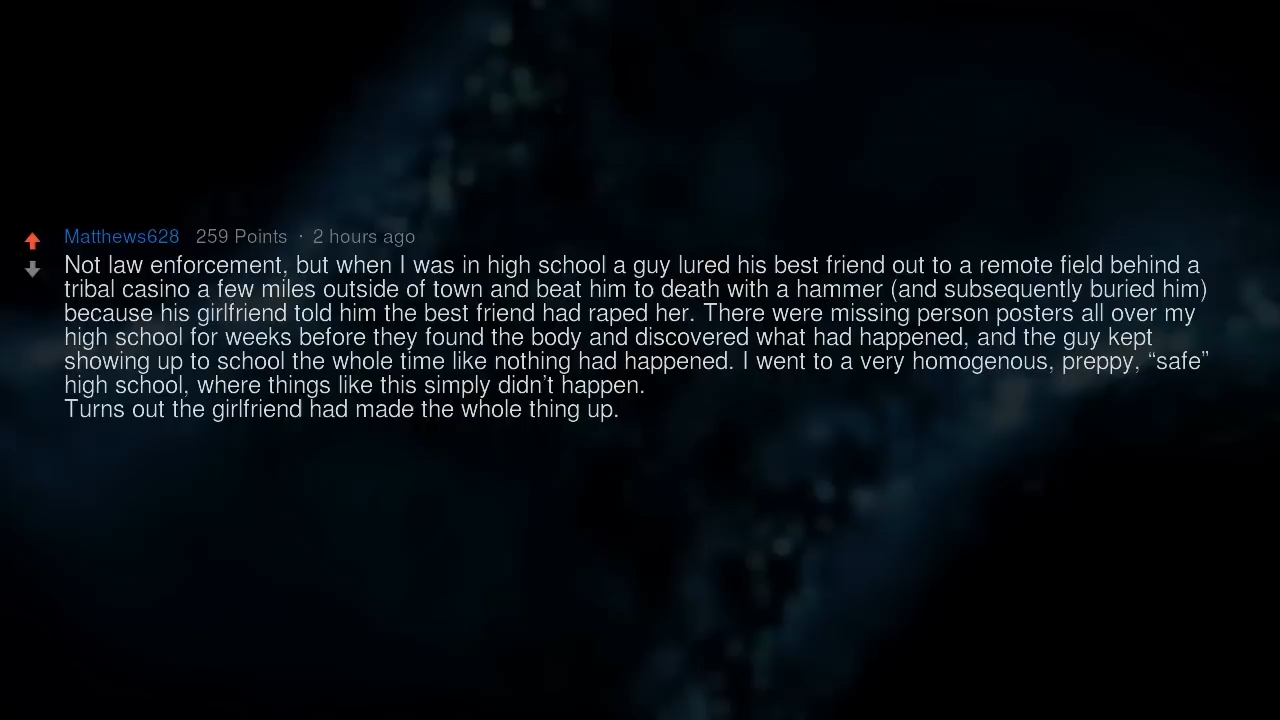 Matthews628 259 Points · 2 hours ago
Not law enforcement, but when I was in high school a guy lured his best friend out to a remote field behind a
tribal casino a few miles outside of town and beat him to death with a hammer (and subsequently buried him)
because his girlfriend told him the best friend had raped her. There were missing person posters all over my
high school for weeks before they found the body and discovered what had happened, and the guy kept
showing up to school the whole time like nothing had happened. I went to a very homogenous, preppy, “safe”
high school, where things like this simply didn’t happen.
Turns out the girlfriend had made the whole thing up.